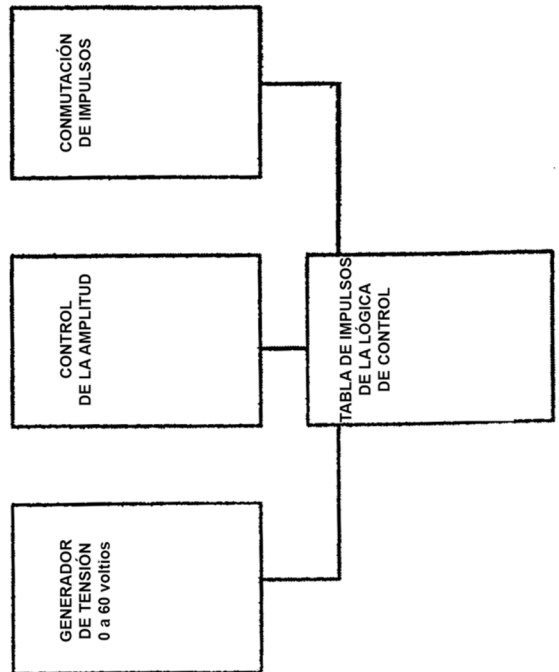 GENERADOR
DE TENSIÓN
0 a 60 voltios
CONTROL
DE LA AMPLITUD
CONMUTACIÓN
DE IMPULSOS
TABLA DE IMPULSOS
DE LA LÓGICA
DE CONTROL